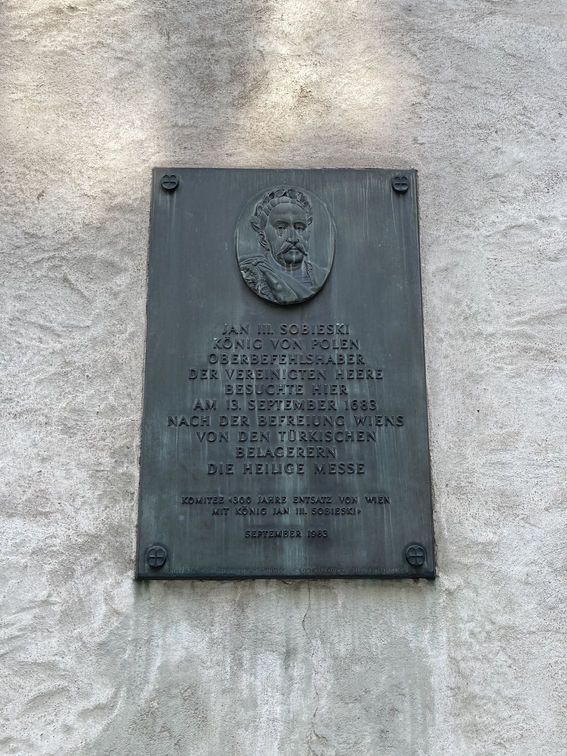 JAN III. SOBIESKI
KÖNIG VON POLEN
OBERBEFEHLSHABER
DER VEREINIGTEN HEERE
BESUCHTE HIER
AM 13. SEPTEMBER 1683
NACH DER BEFREIUNG WIENS
VON DEN TÜRKISCHEN
BELAGERERN
DIE HEILIGE MESSE
KOMITEE «300 JAHRE ENTSATZ VON WIEN
MIT KÖNIG JAN III. SOBIESKI»
SEPTEMBER 1983